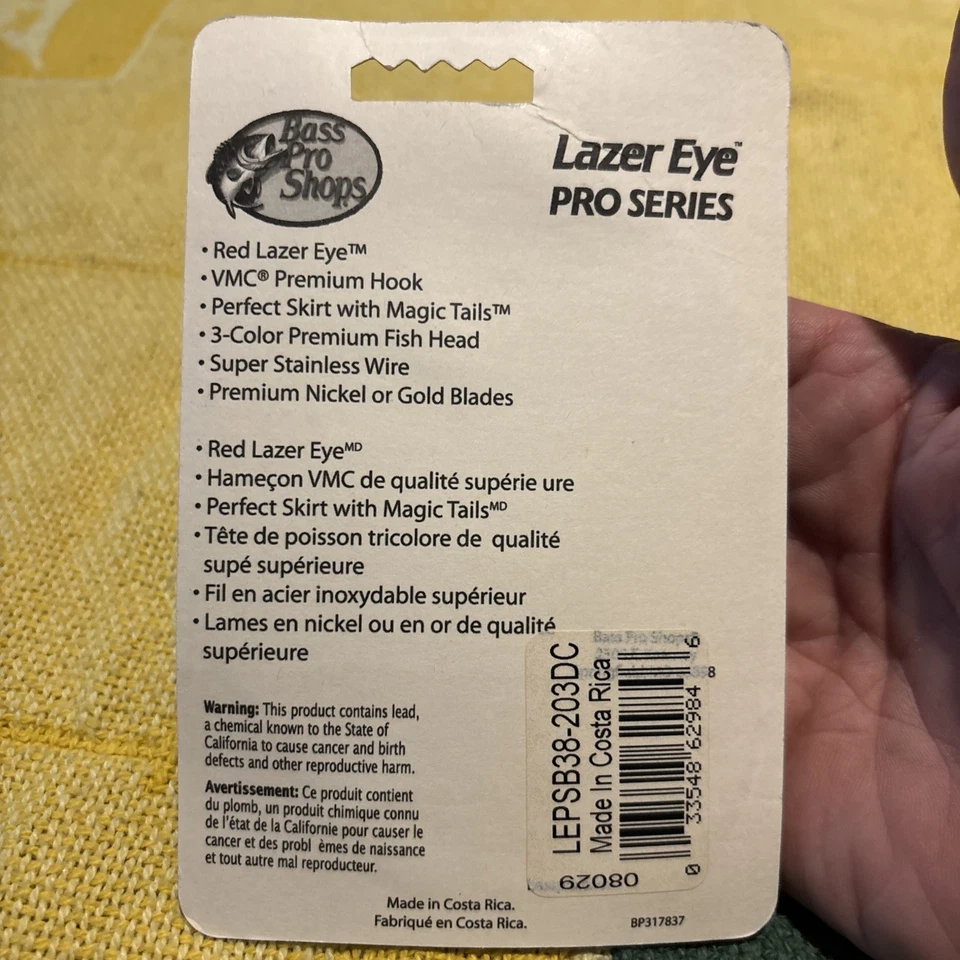 Bass
Pro
Shops
Lazer Eye™
PRO SERIES
• Red Lazer Eye™
• VMC® Premium Hook
• Perfect Skirt with Magic Tails™
• 3-Color Premium Fish Head
• Super Stainless Wire
• Premium Nickel or Gold Blades
• Red Lazer Eyeᴹᴰ
• Hameçon VMC de qualité supérie ure
• Perfect Skirt with Magic Tailsᴹᴰ
• Tête de poisson tricolore de qualité
supé supérieure
• Fil en acier inoxydable supérieur
• Lames en nickel ou en or de qualité
supérieure
Warning: This product contains lead,
a chemical known to the State of
California to cause cancer and birth
defects and other reproductive harm.
Avertissement: Ce produit contient
du plomb, un produit chimique connu
de l'état de la Californie pour causer le
cancer et des probl èmes de naissance
et tout autre mal reproducteur.
Made in Costa Rica.
Fabriqué en Costa Rica.
BP317837
Bass Pro Shops
8
LEPSB38-203DC
Made In Costa Rica
0 33548 62984 6
08029